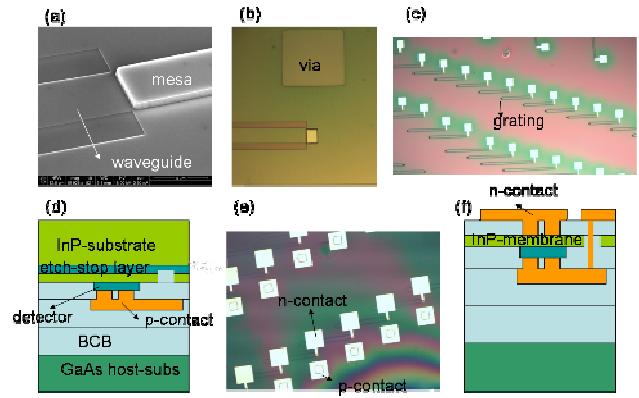 (a)
(b)
(c)
mesa
via
waveguide
grating
n-contact
(d)
(e)
(f)
InP-substrate
InP-membrane
etch-stop layer
n-contact
detector
p-contact
BCB
GaAs host-subs
p-contact